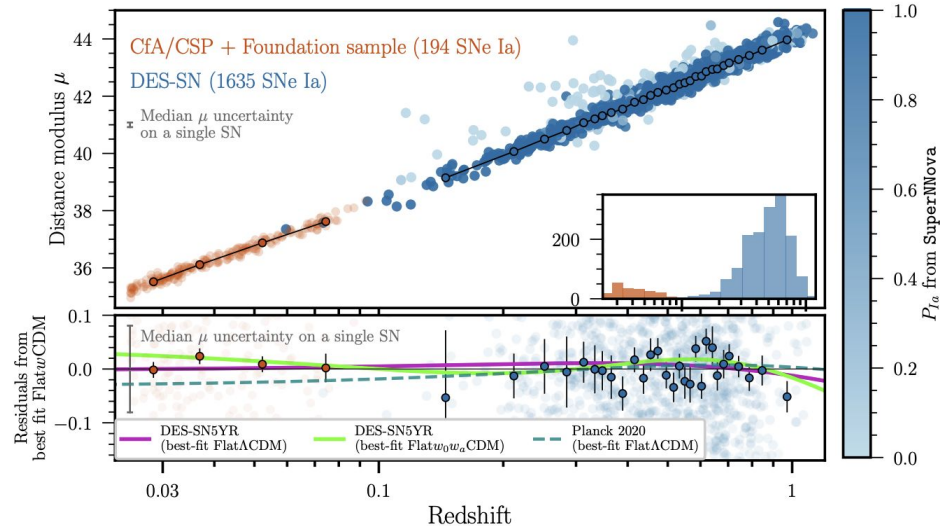 CfA/CSP + Foundation sample (194 SNe Ia)
DES-SN (1635 SNe Ia)
Median μ uncertainty
on a single SN
Distance modulus μ
44
42
40
38
36
200
0
1.0
0.8
0.6
0.4
0.2
0.0
P_{Ia} from SuperNNova
Median μ uncertainty on a single SN
Residuals from
best fit FlatwCDM
0.1
0.0
−0.1
DES-SN5YR
(best-fit FlatΛCDM)
DES-SN5YR
(best-fit Flatw₀wₐCDM)
Planck 2020
(best-fit FlatΛCDM)
0.03
0.1
1
Redshift